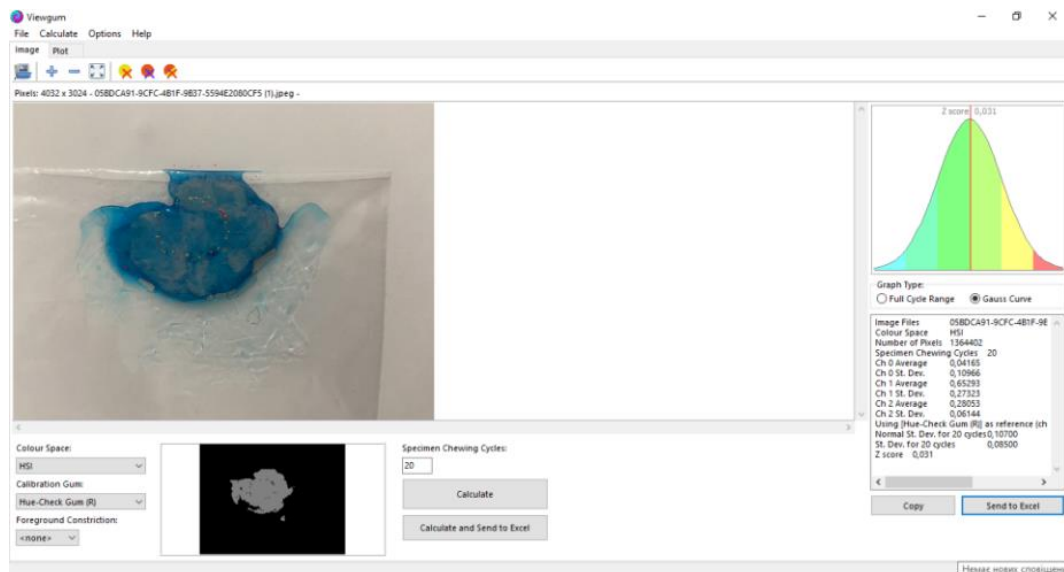 Viewgum
File Calculate Options Help
Image Plot
Pixels: 4032 x 3024 - 05BDCA91-9CFC-4B1F-9B37-5594E2080CF5 (1).jpeg -
Z score 0,031
Graph Type:
Full Cycle Range Gauss Curve
Image Files 05BDCA91-9CFC-4B1F-9E
Colour Space HSI
Number of Pixels 1364402
Specimen Chewing Cycles 20
Ch 0 Average 0,04165
Ch 0 St. Dev. 0,10966
Ch 1 Average 0,65293
Ch 1 St. Dev. 0,27323
Ch 2 Average 0,28053
Ch 2 St. Dev. 0,06144
Using [Hue-Check Gum (R)] as reference (ch
Normal St. Dev. for 20 cycles 0,10700
St. Dev. for 20 cycles 0,08500
Z score 0,031
Copy Send to Excel
Colour Space:
HSI
Calibration Gum:
Hue-Check Gum (R)
Foreground Constriction:
<none>
Specimen Chewing Cycles:
20
Calculate
Calculate and Send to Excel
Немає нових сповіщень